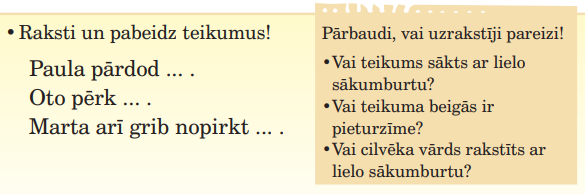 • Raksti un pabeidz teikumus!
Paula pārdod ... .
Oto pērk ... .
Marta arī grib nopirkt ... .
Pārbaudi, vai uzrakstīji pareizi!
• Vai teikums sākts ar lielo
sākumburtu?
• Vai teikuma beigās ir
pieturzīme?
• Vai cilvēka vārds rakstīts ar
lielo sākumburtu?